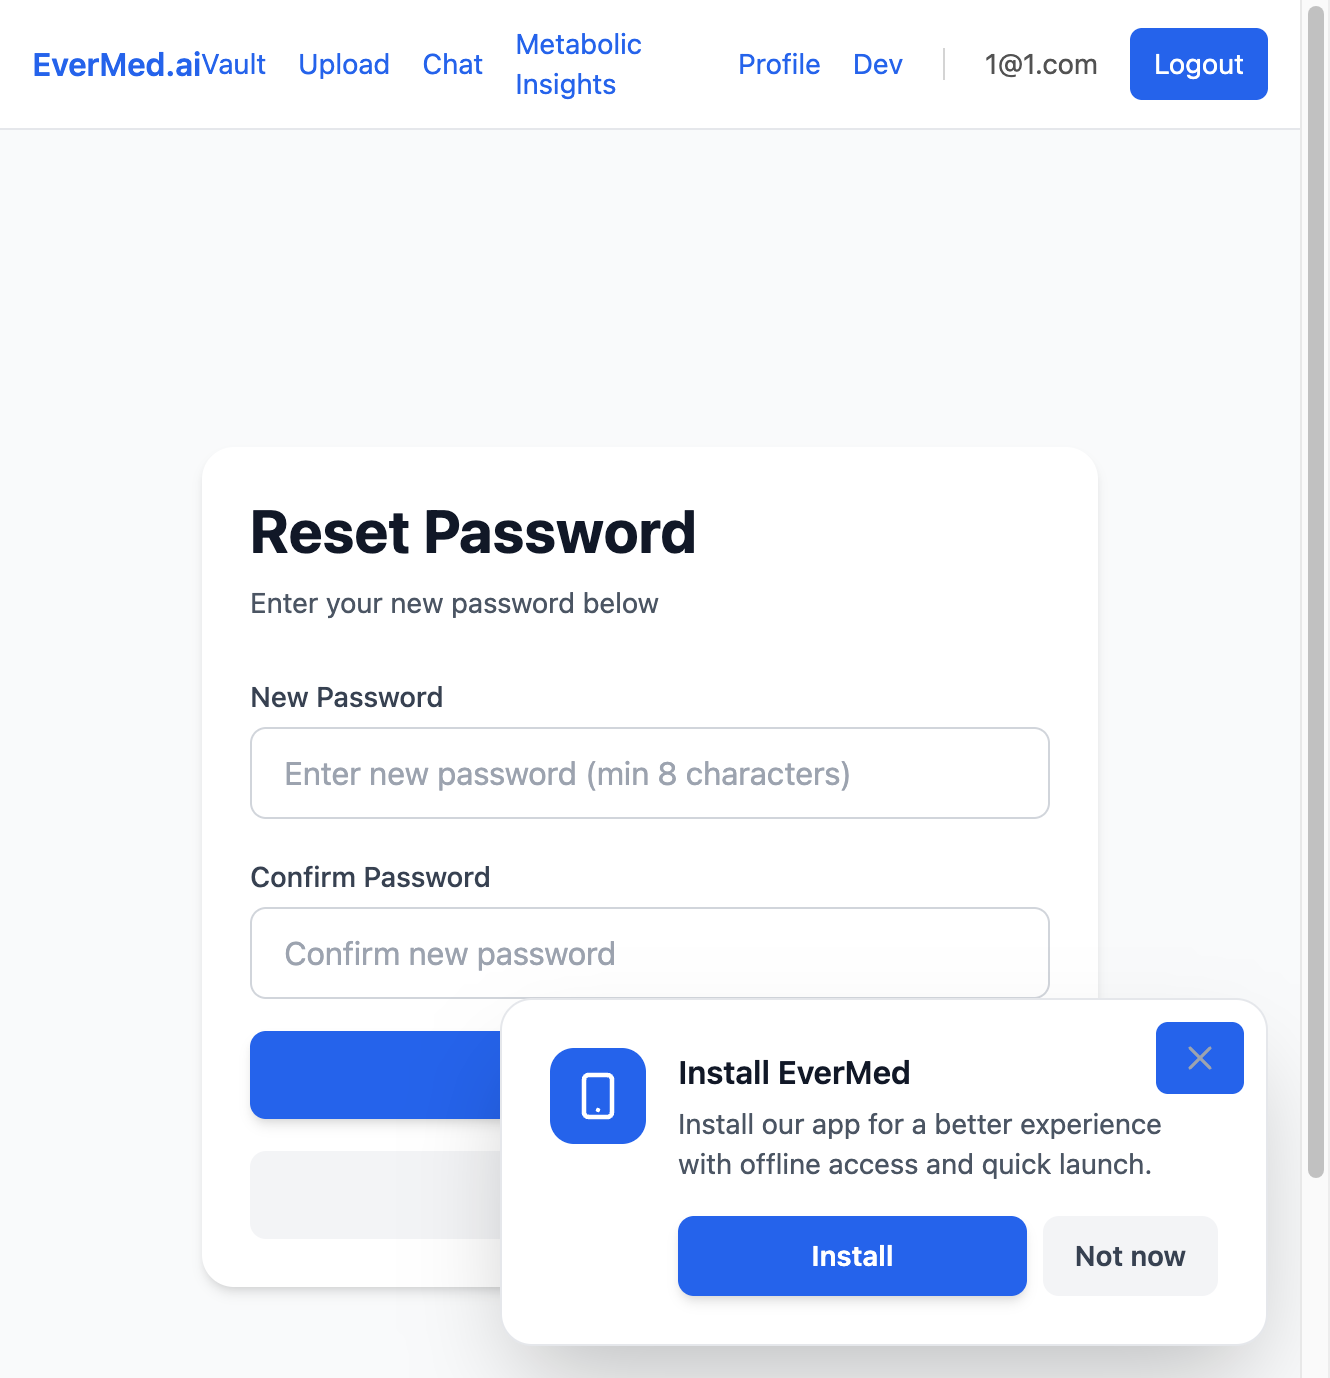 EverMed.ai Vault Upload Chat Metabolic Insights Profile Dev 1@1.com Logout
Reset Password
Enter your new password below
New Password
Enter new password (min 8 characters)
Confirm Password
Confirm new password
Install EverMed
Install our app for a better experience
with offline access and quick launch.
Install
Not now